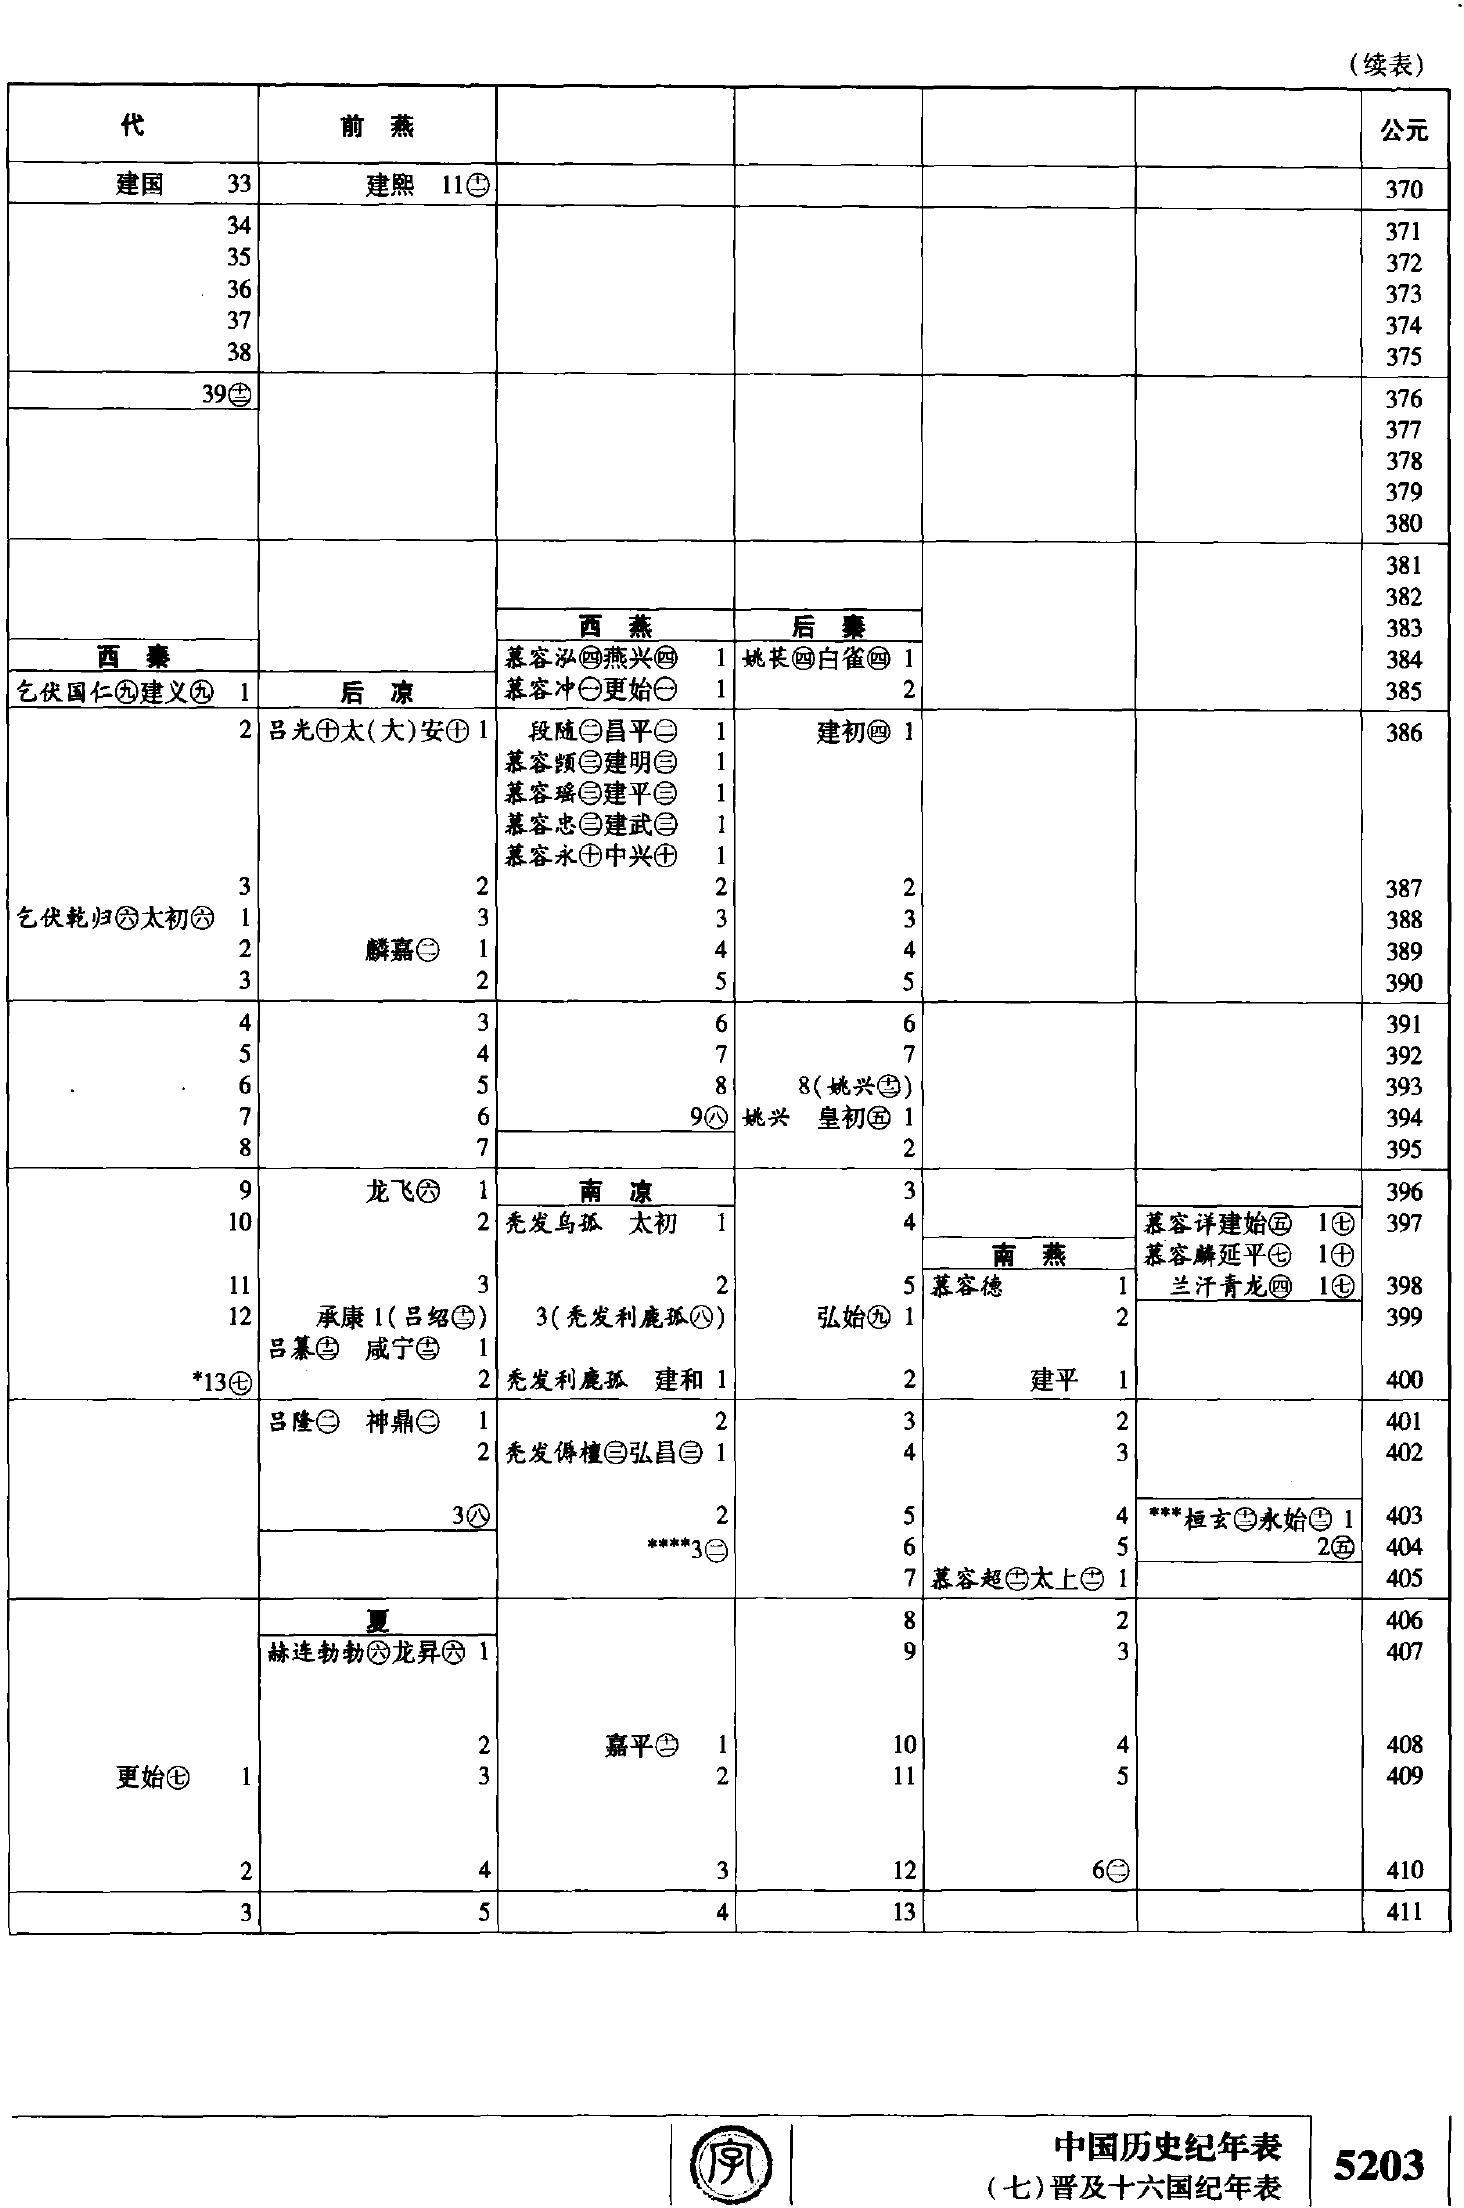 (续表)
代 前 燕 公元
建国 33 建熙 11㊉㊀ 370
34 371
35 372
36 373
37 374
38 375
39㊉㊁ 376
377
378
379
380
381
382
西 燕 后 秦 383
西 秦 慕容泓㊃燕兴㊃ 1 姚苌㊃白雀㊃ 1 384
乞伏国仁㊈建义㊈ 1 后 凉 慕容冲㊀更始㊀ 1 2 385
2 吕光㊉太(大)安㊉ 1 段随㊁昌平㊁ 1 建初㊃ 1 386
慕容𫖮㊂建明㊂ 1
慕容瑶㊂建平㊂ 1
慕容忠㊂建武㊂ 1
慕容永㊉中兴㊉ 1
3 2 2 2 387
乞伏乾归㊅太初㊅ 1 3 3 3 388
2 麟嘉㊁ 1 4 4 389
3 2 5 5 390
4 3 6 6 391
5 4 7 7 392
6 5 8 8(姚兴㊉㊁) 393
7 6 9㊇ 姚兴 皇初㊄ 1 394
8 7 2 395
9 龙飞㊅ 1 南 凉 3 396
10 2 秃发乌孤 太初 1 4 慕容详建始㊄ 1㊆ 397
南 燕 慕容麟延平㊆ 1㊉
11 3 2 5 慕容德 1 兰汗青龙㊃ 1㊆ 398
12 承康 1(吕绍㊉㊁) 3(秃发利鹿孤㊇) 弘始㊈ 1 2 399
吕纂㊉㊁ 咸宁㊉㊁ 1
*13㊆ 2 秃发利鹿孤 建和 1 2 建平 1 400
吕隆㊁ 神鼎㊁ 1 2 3 2 401
2 秃发傉檀㊂弘昌㊂ 1 4 3 402
3㊇ 2 5 4 ***桓玄㊉㊁永始㊉㊁ 1 403
****3㊁ 6 5 2㊄ 404
7 慕容超㊉㊀太上㊉㊀ 1 405
夏 8 2 406
赫连勃勃㊅龙昇㊅ 1 9 3 407
2 嘉平㊉㊀ 1 10 4 408
更始㊆ 1 3 2 11 5 409
2 4 3 12 6㊁ 410
3 5 4 13 411
字
中国历史纪年表
(七)晋及十六国纪年表
5203